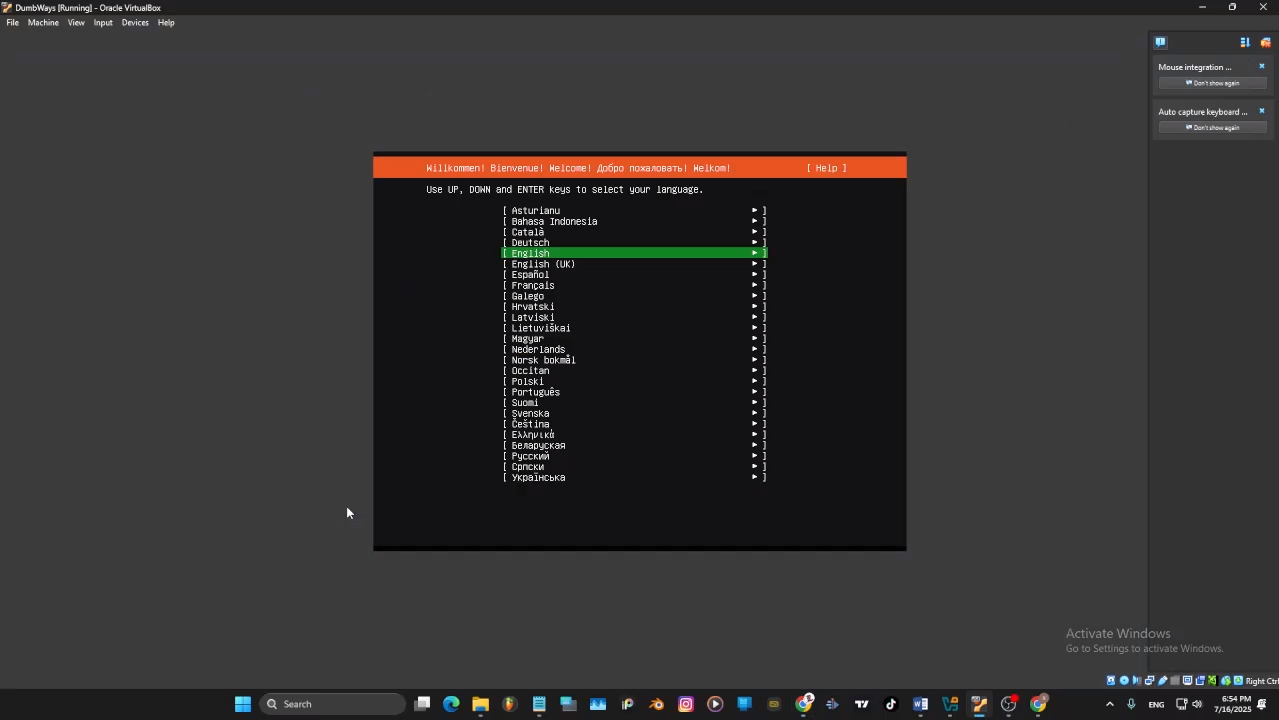 DumbWays [Running] - Oracle VirtualBox
File Machine View Input Devices Help
Mouse integration ...
Don't show again
Auto capture keyboard ...
Don't show again
Willkommen! Bienvenue! Welcome! Добро пожаловать! Welkom! [ Help ]
Use UP, DOWN and ENTER keys to select your language.
[ Asturianu ► ]
[ Bahasa Indonesia ► ]
[ Català ► ]
[ Deutsch ► ]
[ English ► ]
[ English (UK) ► ]
[ Español ► ]
[ Français ► ]
[ Galego ► ]
[ Hrvatski ► ]
[ Latviski ► ]
[ Lietuviškai ► ]
[ Magyar ► ]
[ Nederlands ► ]
[ Norsk bokmål ► ]
[ Occitan ► ]
[ Polski ► ]
[ Português ► ]
[ Suomi ► ]
[ Svenska ► ]
[ Čeština ► ]
[ Ελληνικά ► ]
[ Беларуская ► ]
[ Русский ► ]
[ Српски ► ]
[ Українська ► ]
Activate Windows
Go to Settings to activate Windows.
Right Ctrl
Search
ENG
6:54 PM
7/16/2025